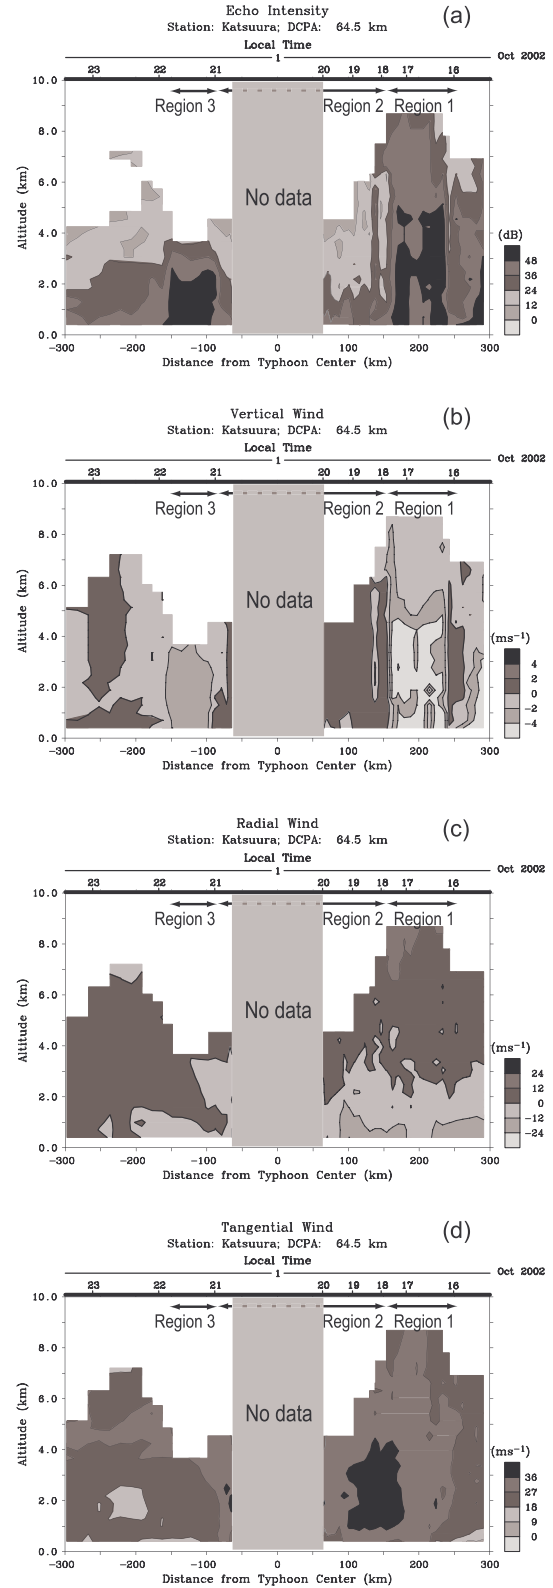 Echo Intensity
(a)
Station: Katsuura; DCPA: 64.5 km
Local Time
1
Oct 2002
23 22 21 20 19 18 17 16
Region 3 Region 2 Region 1
No data
10.0
8.0
6.0
4.0
2.0
0.0
Altitude (km)
(dB)
48
36
24
12
0
-300 -200 -100 0 100 200 300
Distance from Typhoon Center (km)
Vertical Wind
(b)
Station: Katsuura; DCPA: 64.5 km
Local Time
1
Oct 2002
23 22 21 20 19 18 17 16
Region 3 Region 2 Region 1
No data
10.0
8.0
6.0
4.0
2.0
0.0
Altitude (km)
(ms⁻¹)
4
2
0
-2
-4
-300 -200 -100 0 100 200 300
Distance from Typhoon Center (km)
Radial Wind
(c)
Station: Katsuura; DCPA: 64.5 km
Local Time
1
Oct 2002
23 22 21 20 19 18 17 16
Region 3 Region 2 Region 1
No data
10.0
8.0
6.0
4.0
2.0
0.0
Altitude (km)
(ms⁻¹)
24
12
0
-12
-24
-300 -200 -100 0 100 200 300
Distance from Typhoon Center (km)
Tangential Wind
(d)
Station: Katsuura; DCPA: 64.5 km
Local Time
1
Oct 2002
23 22 21 20 19 18 17 16
Region 3 Region 2 Region 1
No data
10.0
8.0
6.0
4.0
2.0
0.0
Altitude (km)
(ms⁻¹)
36
27
18
9
0
-300 -200 -100 0 100 200 300
Distance from Typhoon Center (km)